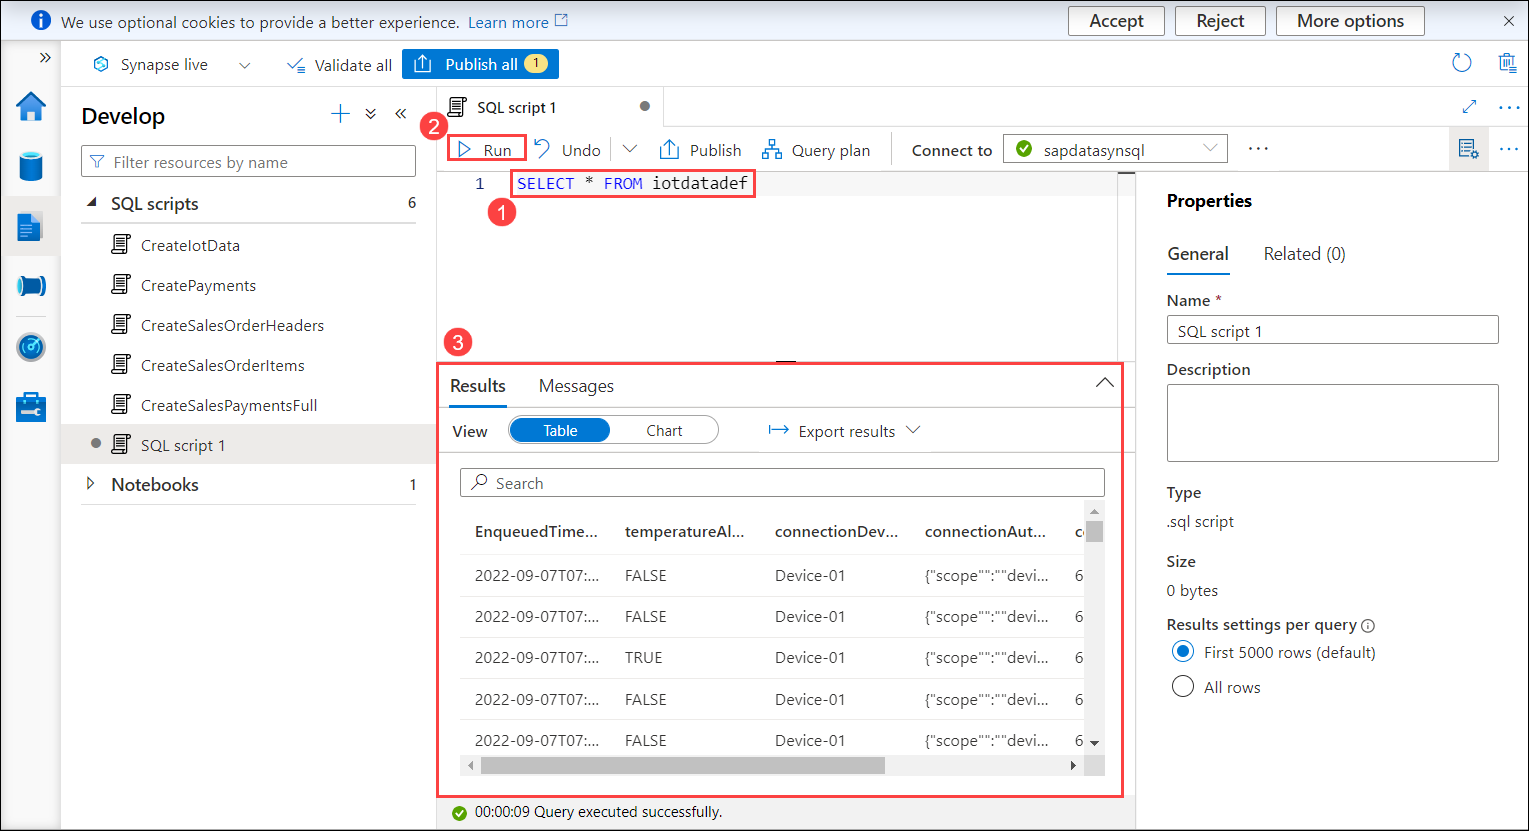 We use optional cookies to provide a better experience. Learn more
Accept
Reject
More options
Synapse live
Validate all
Publish all 1
Develop
Filter resources by name
SQL scripts 6
CreateIotData
CreatePayments
CreateSalesOrderHeaders
CreateSalesOrderItems
CreateSalesPaymentsFull
SQL script 1
Notebooks 1
SQL script 1
2
Run
Undo
Publish
Query plan
Connect to
sapdatasynsql
1 SELECT * FROM iotdatadef
1
3
Results
Messages
View
Table
Chart
Export results
Search
EnqueuedTime... temperatureAl... connectionDev... connectionAut...
2022-09-07T07:... FALSE Device-01 {"scope"":""devi... 6
2022-09-07T07:... FALSE Device-01 {"scope"":""devi... 6
2022-09-07T07:... TRUE Device-01 {"scope"":""devi... 6
2022-09-07T07:... FALSE Device-01 {"scope"":""devi... 6
2022-09-07T07:... FALSE Device-01 {"scope"":""devi... 6
00:00:09 Query executed successfully.
Properties
General
Related (0)
Name *
SQL script 1
Description
Type
.sql script
Size
0 bytes
Results settings per query
First 5000 rows (default)
All rows